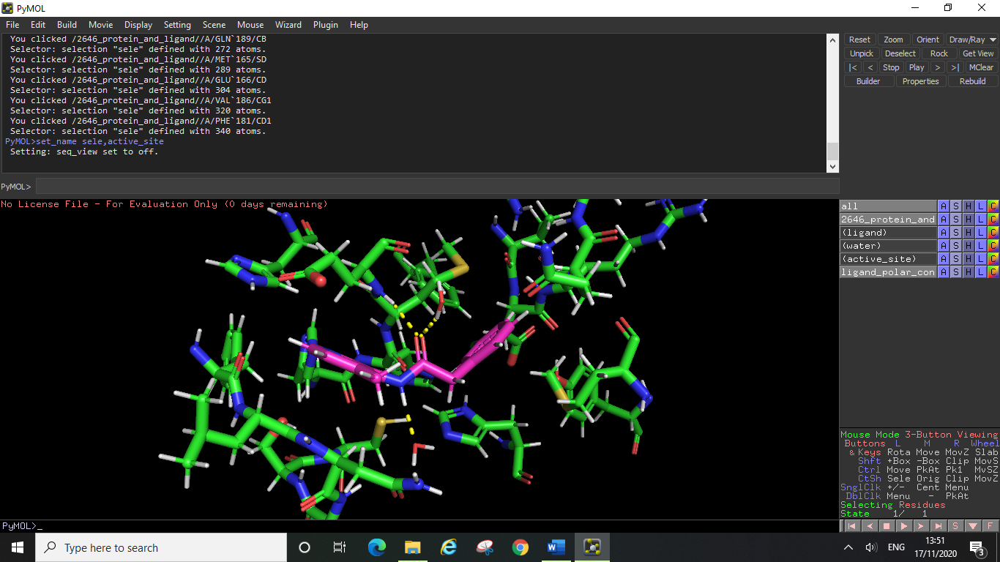 PyMOL
File Edit Build Movie Display Setting Scene Mouse Wizard Plugin Help
You clicked /2646_protein_and_ligand//A/GLN`189/CB
Selector: selection "sele" defined with 272 atoms.
You clicked /2646_protein_and_ligand//A/MET`165/SD
Selector: selection "sele" defined with 289 atoms.
You clicked /2646_protein_and_ligand//A/GLU`166/CD
Selector: selection "sele" defined with 304 atoms.
You clicked /2646_protein_and_ligand//A/VAL`186/CG1
Selector: selection "sele" defined with 320 atoms.
You clicked /2646_protein_and_ligand//A/PHE`181/CD1
Selector: selection "sele" defined with 340 atoms.
PyMOL>set_name sele,active_site
Setting: seq_view set to off.
PyMOL>
Reset Zoom Orient Draw/Ray
Unpick Deselect Rock Get View
|< < Stop Play > >| MClear
Builder Properties Rebuild
No License File - For Evaluation Only (0 days remaining)
all A S H L C
2646_protein_and A S H L C
(ligand) A S H L C
(water) A S H L C
(active_site) A S H L C
ligand_polar_con A S H L C
Mouse Mode 3-Button Viewing
Buttons L M R Wheel
& Keys Rota Move MovZ Slab
Shft +Box -Box Clip MovS
Ctrl Move PkAt Pk1 MvSZ
CtSh Sele Orig Clip MovZ
SnglClk +/- Cent Menu
DblClk Menu - PkAt
Selecting Residues
State 1/ 1
PyMOL>_
S F
Type here to search
ENG
13:51
17/11/2020
3